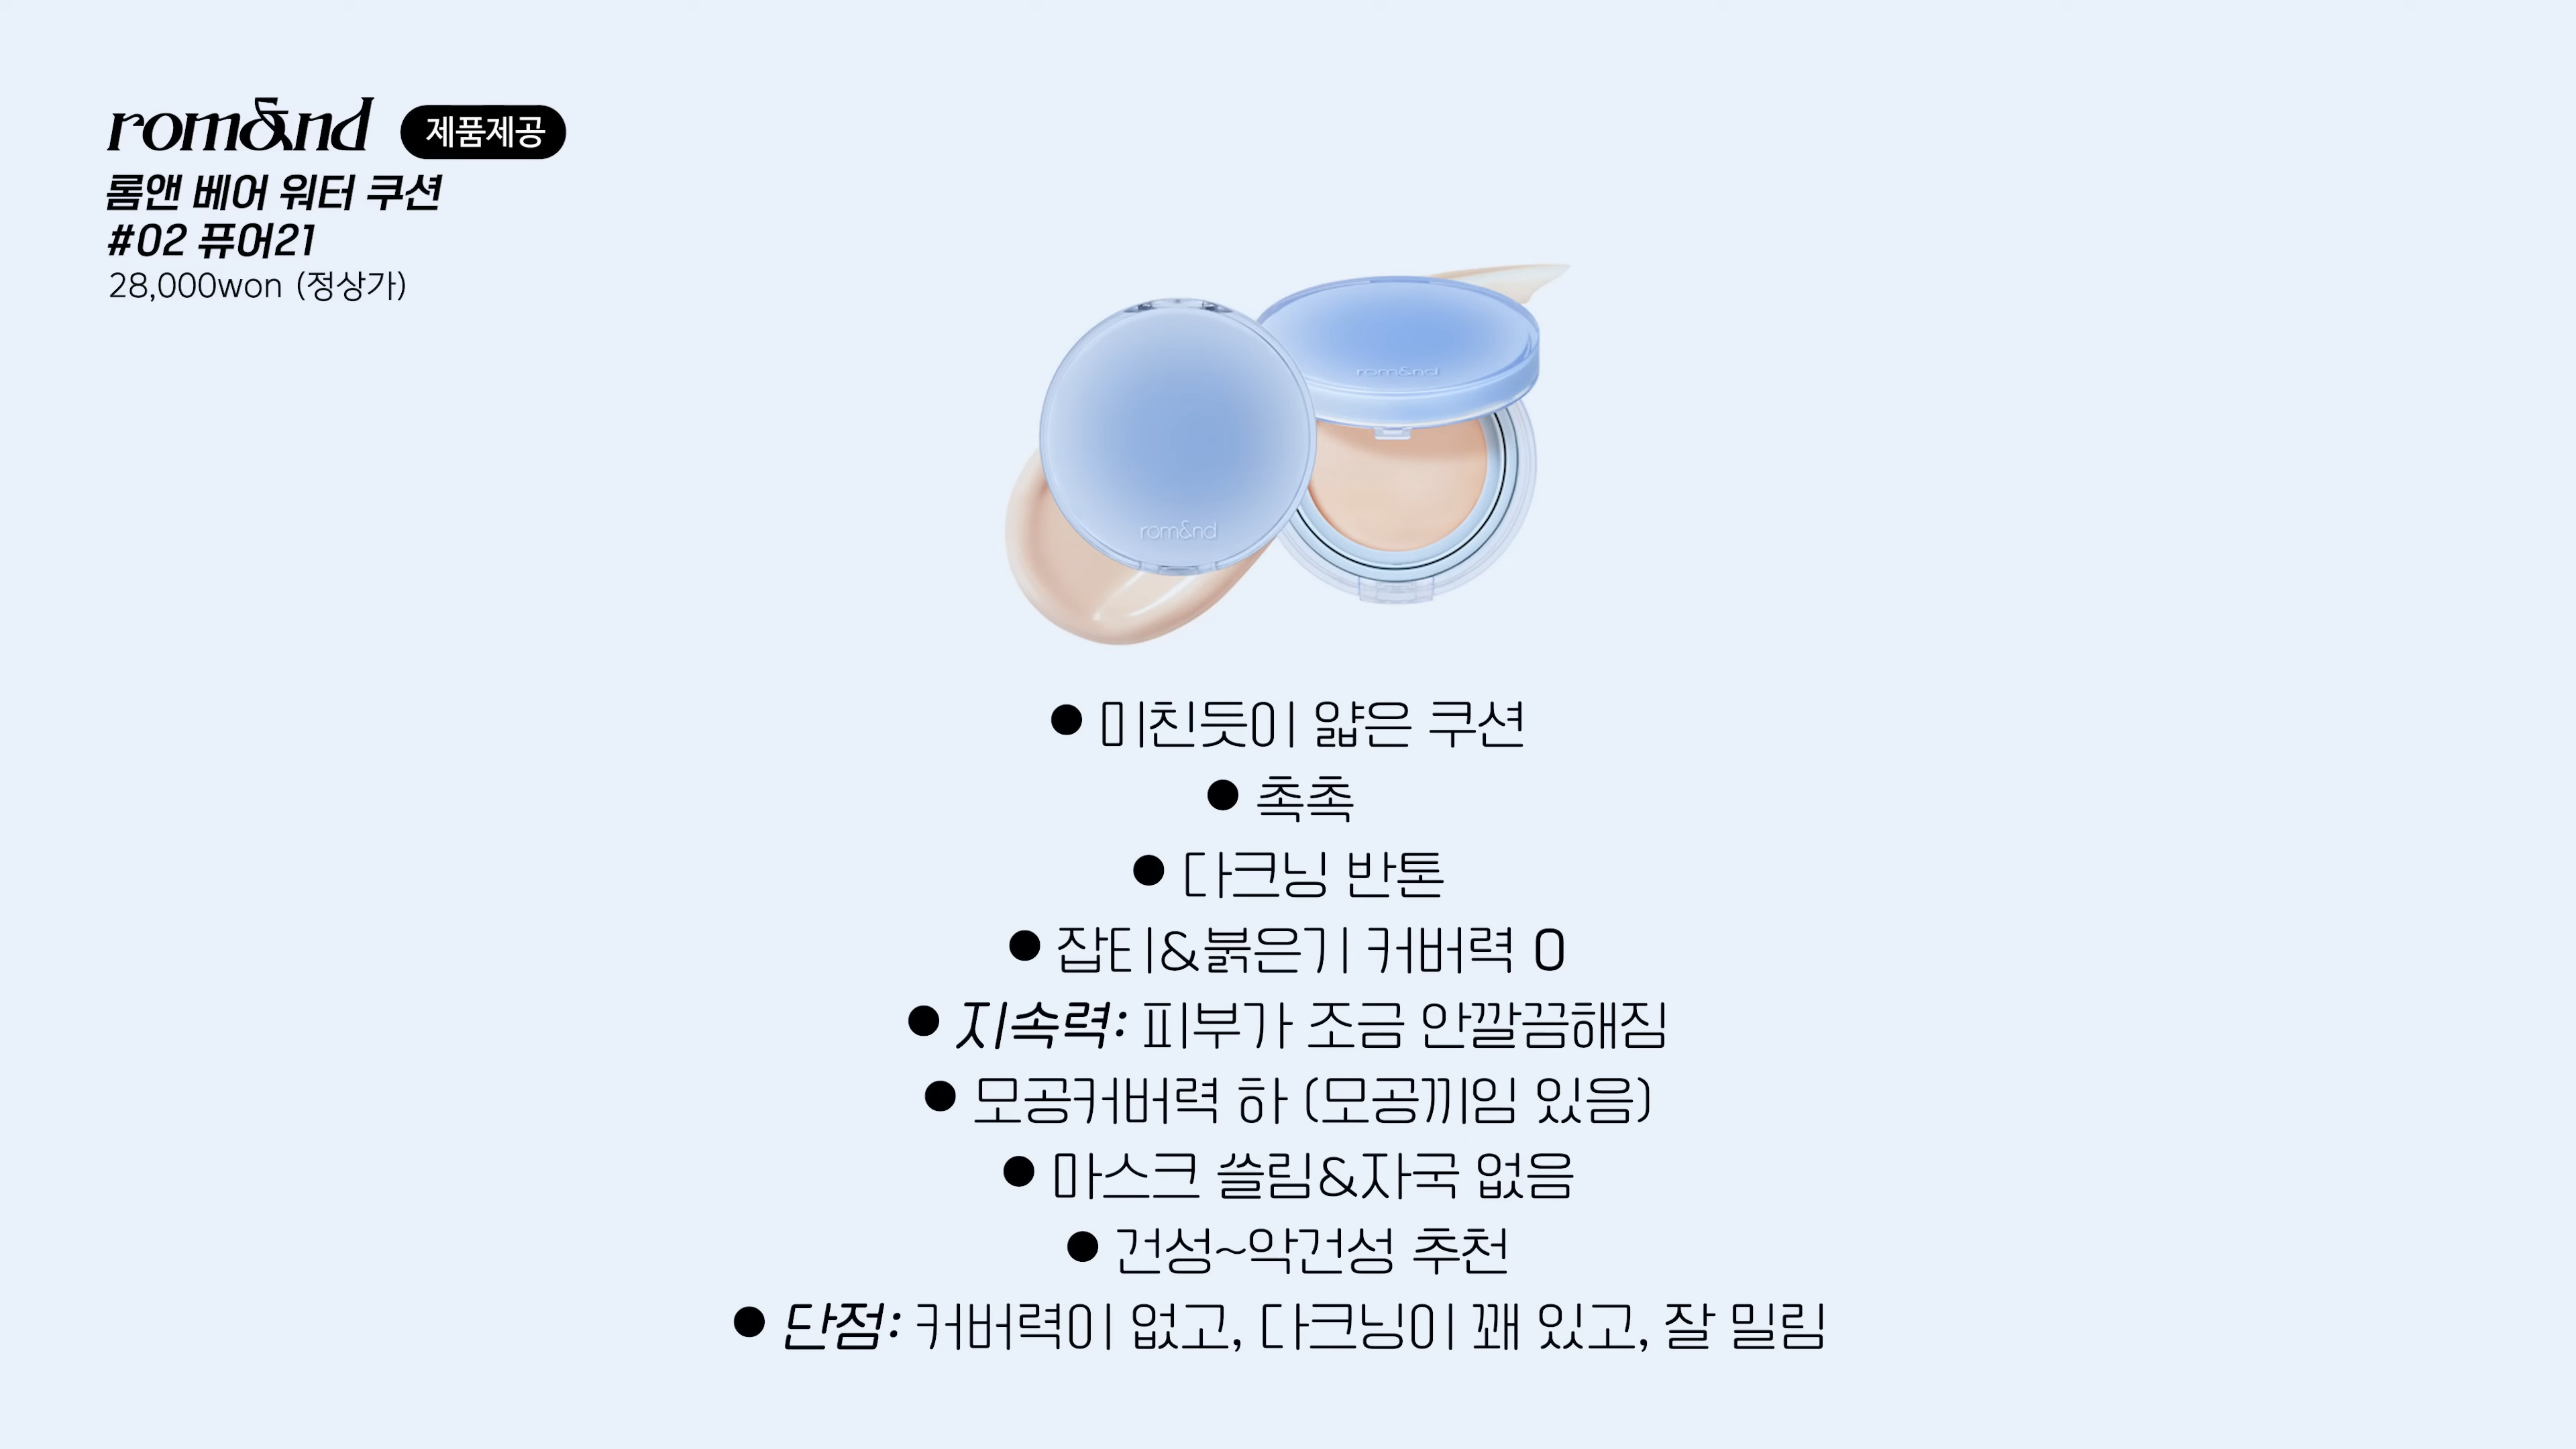 rom&nd 제품제공
롬앤 베어 워터 쿠션
#02 퓨어21
28,000won (정상가)
rom&nd
rom&nd
● 미친듯이 얇은 쿠션
● 촉촉
● 다크닝 반톤
● 잡티&붉은기 커버력 0
● 지속력: 피부가 조금 안깔끔해짐
● 모공커버력 하 (모공끼임 있음)
● 마스크 쓸림&자국 없음
● 건성~악건성 추천
● 단점: 커버력이 없고, 다크닝이 꽤 있고, 잘 밀림